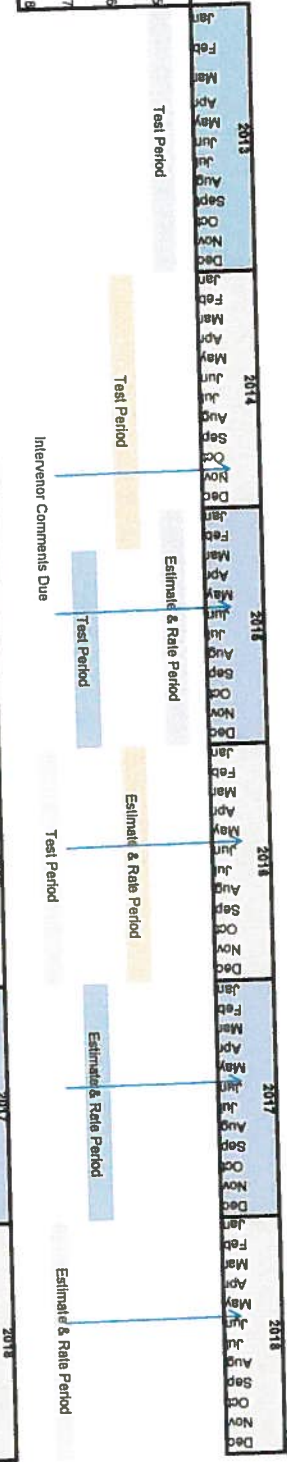 2013
Jan Feb Mar Apr May Jun Jul Aug Sept Oct Nov Dec
2014
Jan Feb Mar Apr May Jun Jul Aug Sep Oct Nov Dec
2015
Jan Feb Mar Apr May Jun Jul Aug Sep Oct Nov Dec
2016
Jan Feb Mar Apr May Jun Jul Aug Sep Oct Nov Dec
2017
Jan Feb Mar Apr May Jun Jul Aug Sep Oct Nov Dec
2018
Jan Feb Mar Apr May Jun Jul Aug Sep Oct Nov Dec
Test Period
Estimate & Rate Period
6
Test Period
Estimate & Rate Period
7
Test Period
Estimate & Rate Period
8
Intervenor Comments Due
Test Period
Estimate & Rate Period
2017
2018